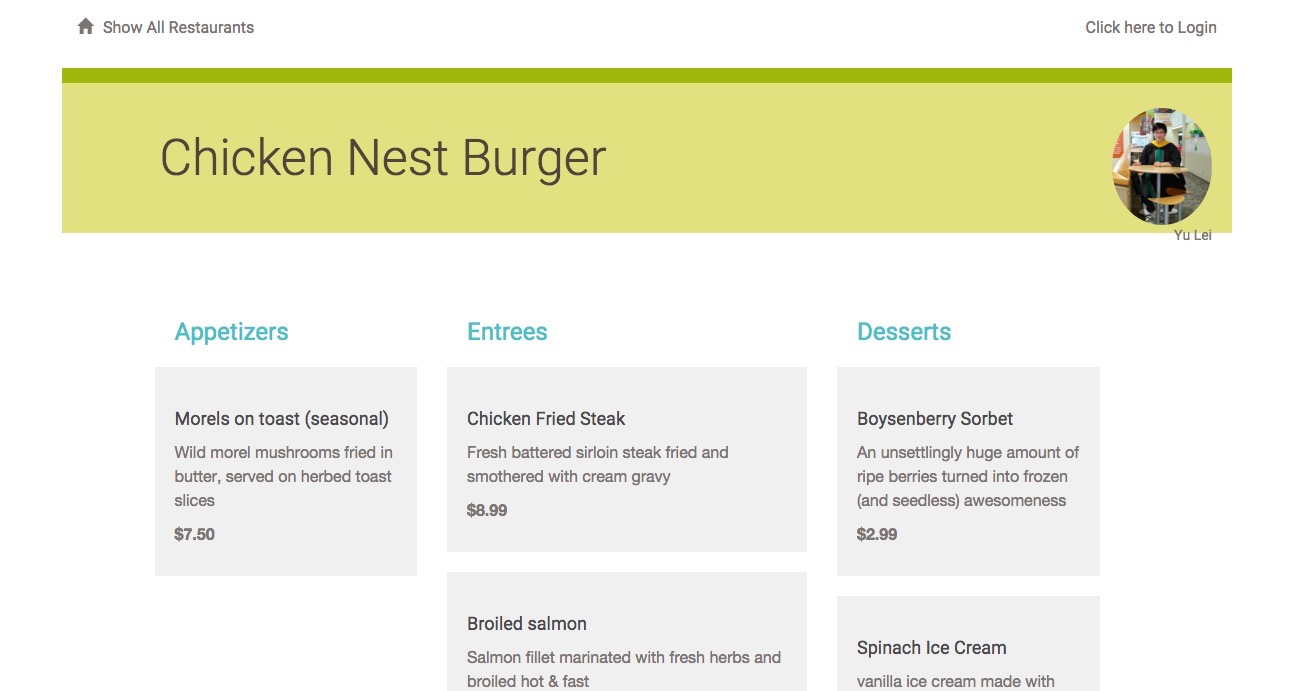 Show All Restaurants
Click here to Login
Chicken Nest Burger
Yu Lei
Appetizers
Morels on toast (seasonal)
Wild morel mushrooms fried in
butter, served on herbed toast
slices
$7.50
Entrees
Chicken Fried Steak
Fresh battered sirloin steak fried and
smothered with cream gravy
$8.99
Broiled salmon
Salmon fillet marinated with fresh herbs and
broiled hot & fast
Desserts
Boysenberry Sorbet
An unsettlingly huge amount of
ripe berries turned into frozen
(and seedless) awesomeness
$2.99
Spinach Ice Cream
vanilla ice cream made with